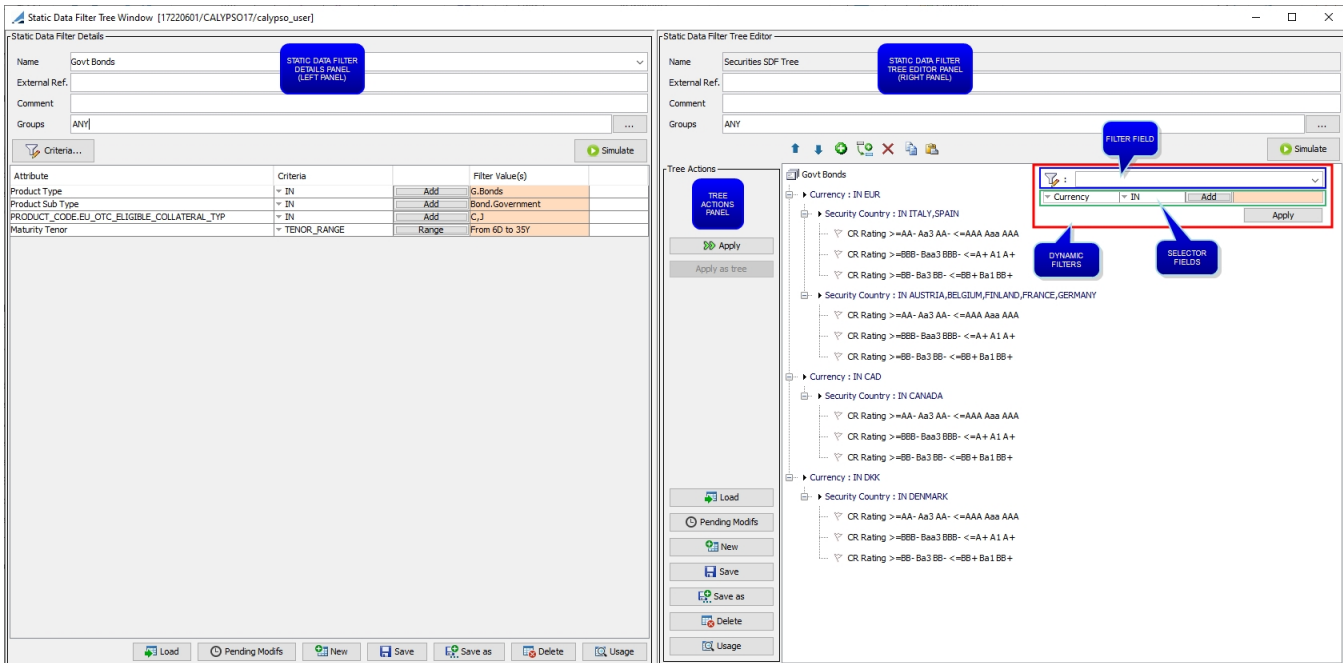 Static Data Filter Tree Window [17220601/CALYPSO17/calypso_user]
Static Data Filter Details
Name Govt Bonds
External Ref.
Comment
Groups ANY ...
STATIC DATA FILTER
DETAILS PANEL
(LEFT PANEL)
Criteria... Simulate
Attribute Criteria Filter Value(s)
Product Type IN Add G.Bonds
Product Sub Type IN Add Bond.Government
PRODUCT_CODE.EU_OTC_ELIGIBLE_COLLATERAL_TYP IN Add C,J
Maturity Tenor TENOR_RANGE Range From 6D to 35Y
Load Pending Modifs New Save Save as Delete Usage
Static Data Filter Tree Editor
Name Securities SDF Tree
External Ref.
Comment
Groups ANY ...
STATIC DATA FILTER
TREE EDITOR PANEL
(RIGHT PANEL)
FILTER FIELD
Simulate
Tree Actions
TREE
ACTIONS
PANEL
Apply
Apply as tree
Load
Pending Modifs
New
Save
Save as
Delete
Usage
Govt Bonds
Currency : IN EUR
Security Country : IN ITALY,SPAIN
CR Rating >=AA- Aa3 AA- <=AAA Aaa AAA
CR Rating >=BBB- Baa3 BBB- <=A+ A1 A+
CR Rating >=BB- Ba3 BB- <=BB+ Ba1 BB+
Security Country : IN AUSTRIA,BELGIUM,FINLAND,FRANCE,GERMANY
CR Rating >=AA- Aa3 AA- <=AAA Aaa AAA
CR Rating >=BBB- Baa3 BBB- <=A+ A1 A+
CR Rating >=BB- Ba3 BB- <=BB+ Ba1 BB+
Currency : IN CAD
Security Country : IN CANADA
CR Rating >=AA- Aa3 AA- <=AAA Aaa AAA
CR Rating >=BBB- Baa3 BBB- <=A+ A1 A+
CR Rating >=BB- Ba3 BB- <=BB+ Ba1 BB+
Currency : IN DKK
Security Country : IN DENMARK
CR Rating >=AA- Aa3 AA- <=AAA Aaa AAA
CR Rating >=BBB- Baa3 BBB- <=A+ A1 A+
CR Rating >=BB- Ba3 BB- <=BB+ Ba1 BB+
:
Currency IN Add
Apply
DYNAMIC
FILTERS
SELECTOR
FIELDS